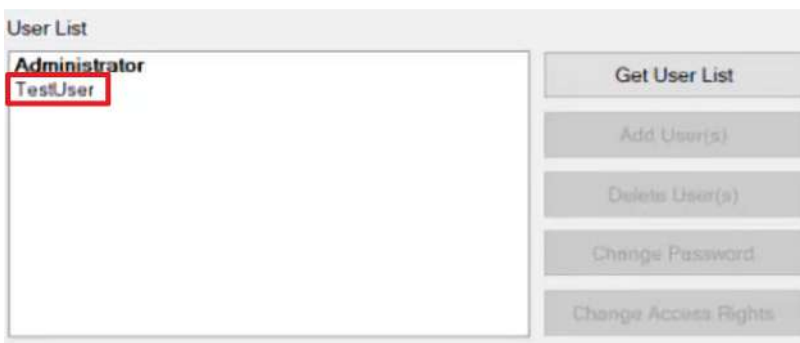 User List
Administrator
TestUser
Get User List
Add User(s)
Delete User(s)
Change Password
Change Access Rights